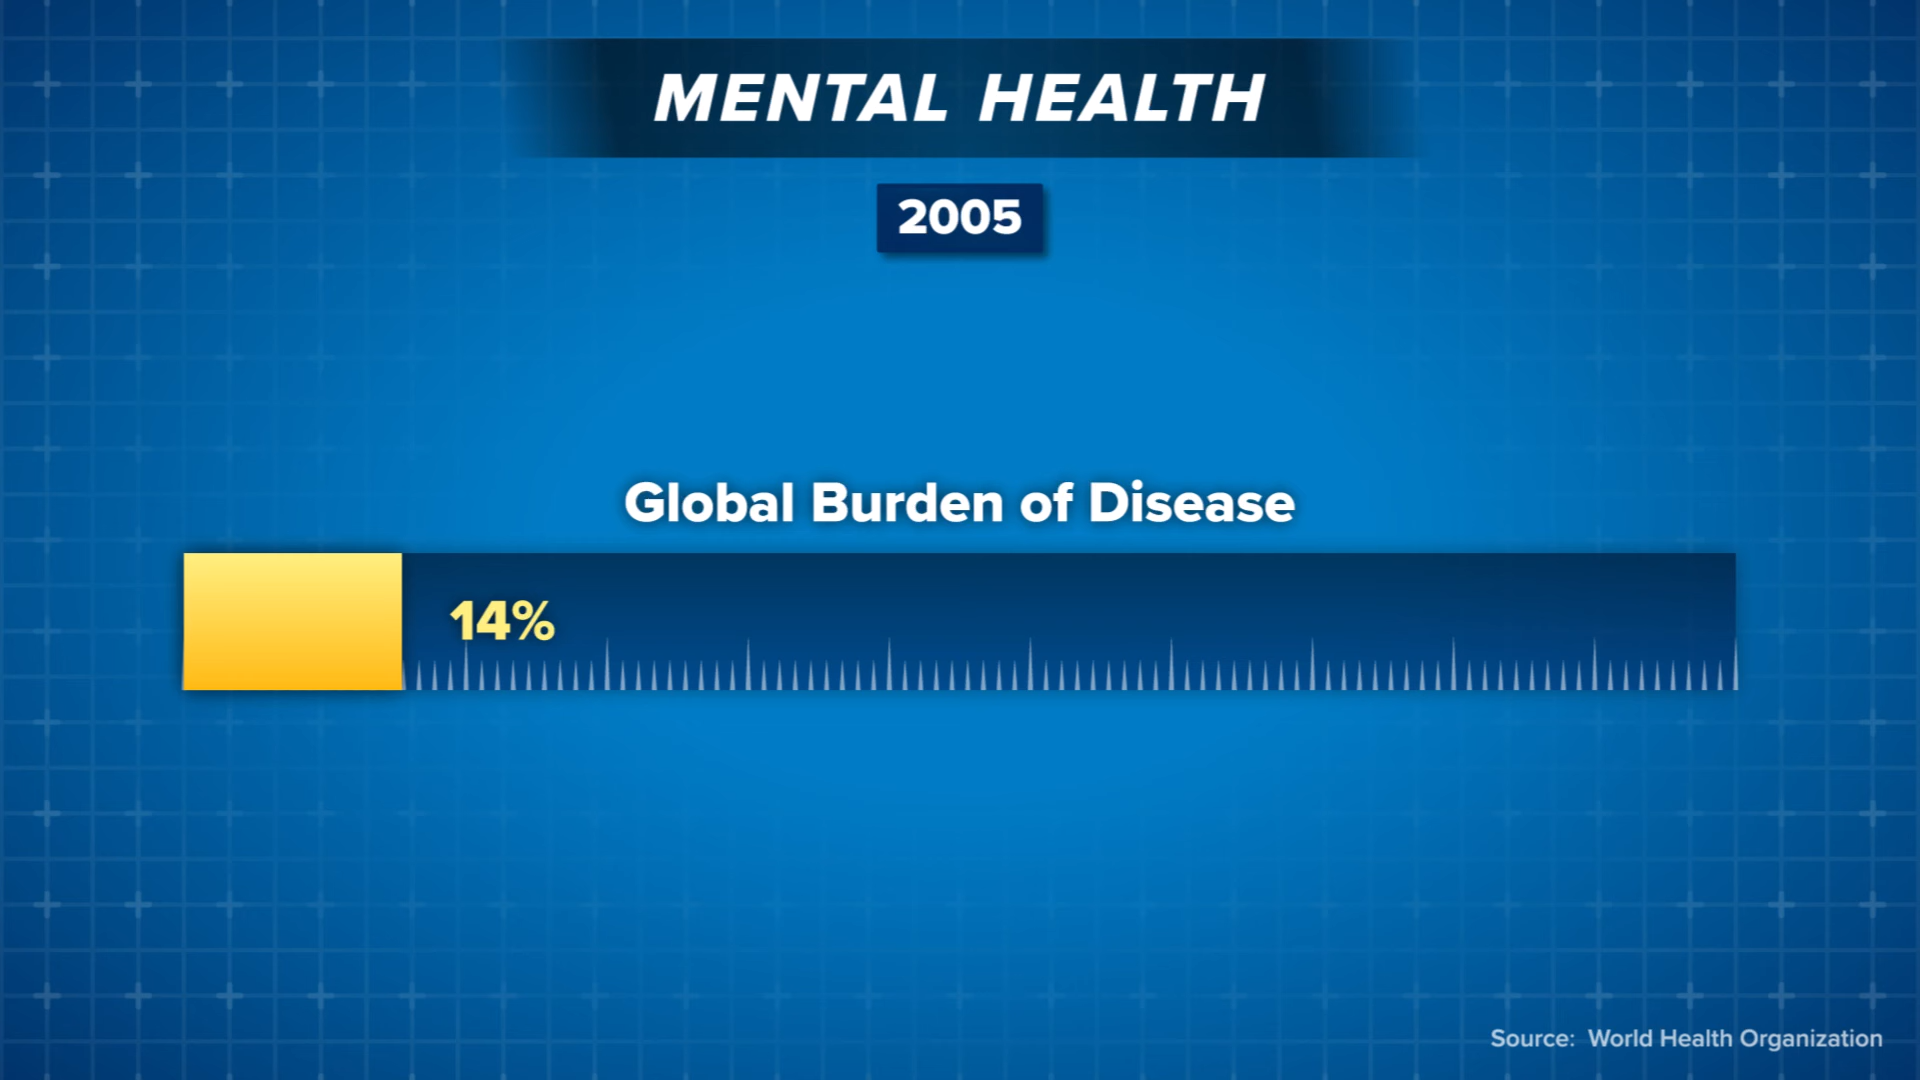 MENTAL HEALTH
2005
Global Burden of Disease
14%
Source: World Health Organization